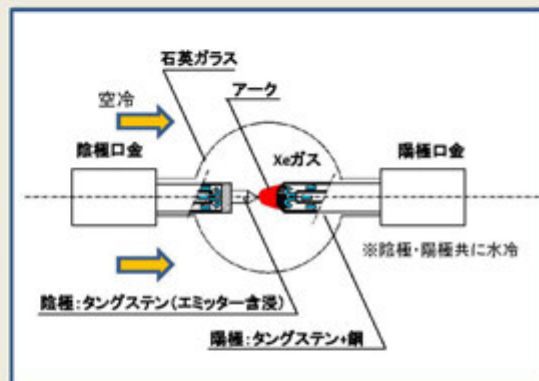 石英ガラス
アーク
空冷
陰極口金
Xeガス
陽極口金
※陰極・陽極共に水冷
陰極:タングステン(エミッター含浸)
陽極:タングステン+銅